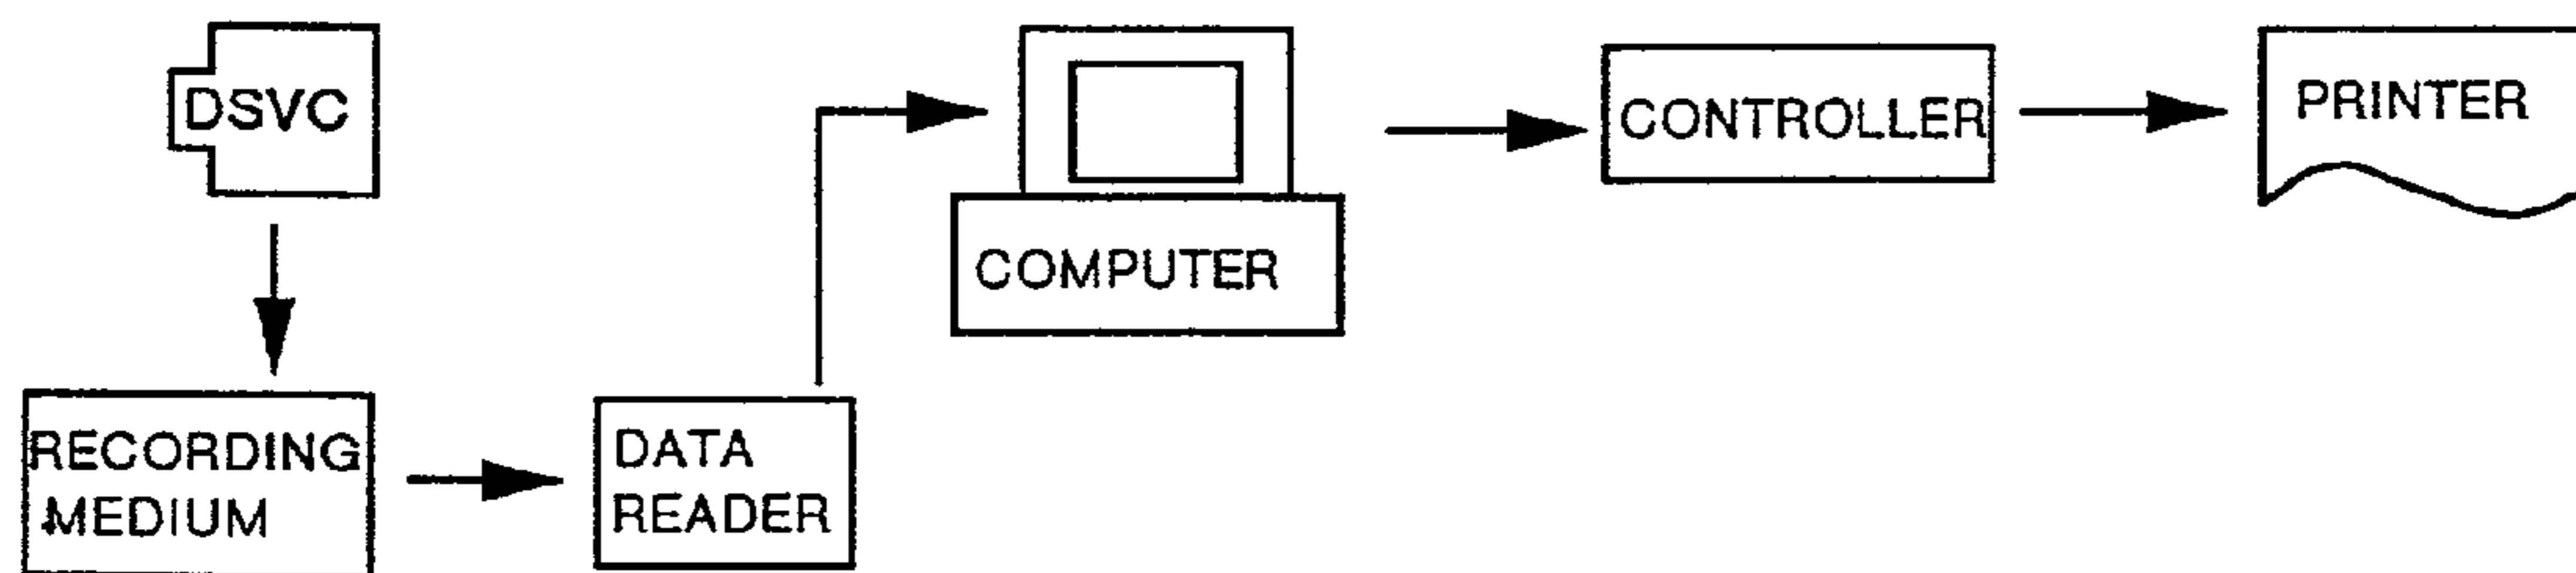 DSVC
RECORDING
MEDIUM
DATA
READER
COMPUTER
CONTROLLER
PRINTER